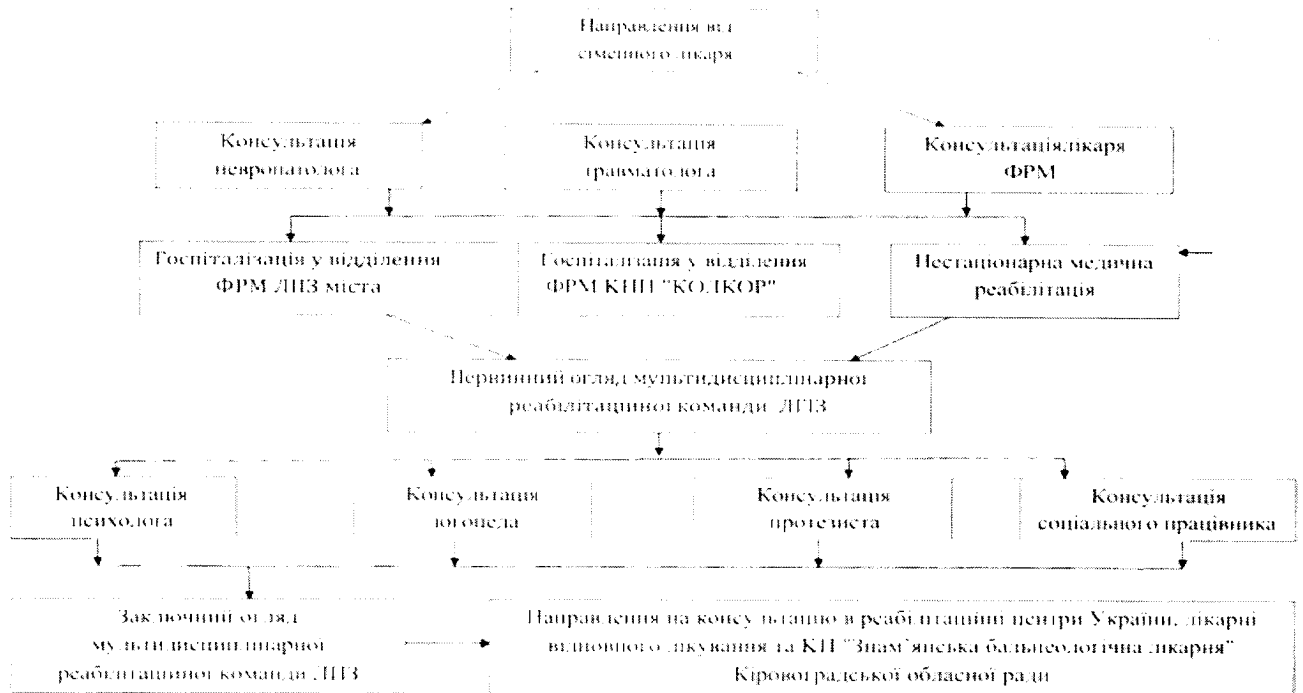 Направлення від
сімейного лікаря
Консультація
невропатолога
Консультація
травматолога
Консультаціялікаря
ФРМ
Госпіталізація у відділення
ФРМ ЛПЗ міста
Госпіталізація у відділення
ФРМ КНП "КОЛКОР"
Нестаціонарна медична
реабілітація
Первинний огляд мультидисциплінарної
реабілітаційної команди ЛПЗ
Консультація
психолога
Консультація
логопеда
Консультація
протезиста
Консультація
соціального працівника
Заключний огляд
мультидисциплінарної
реабілітаційної команди ЛПЗ
Направлення на консультацію в реабілітаційні центри України, лікарні
відновного лікування та КП "Знам`янська бальнеологічна лікарня"
Кіровоградської обласної ради